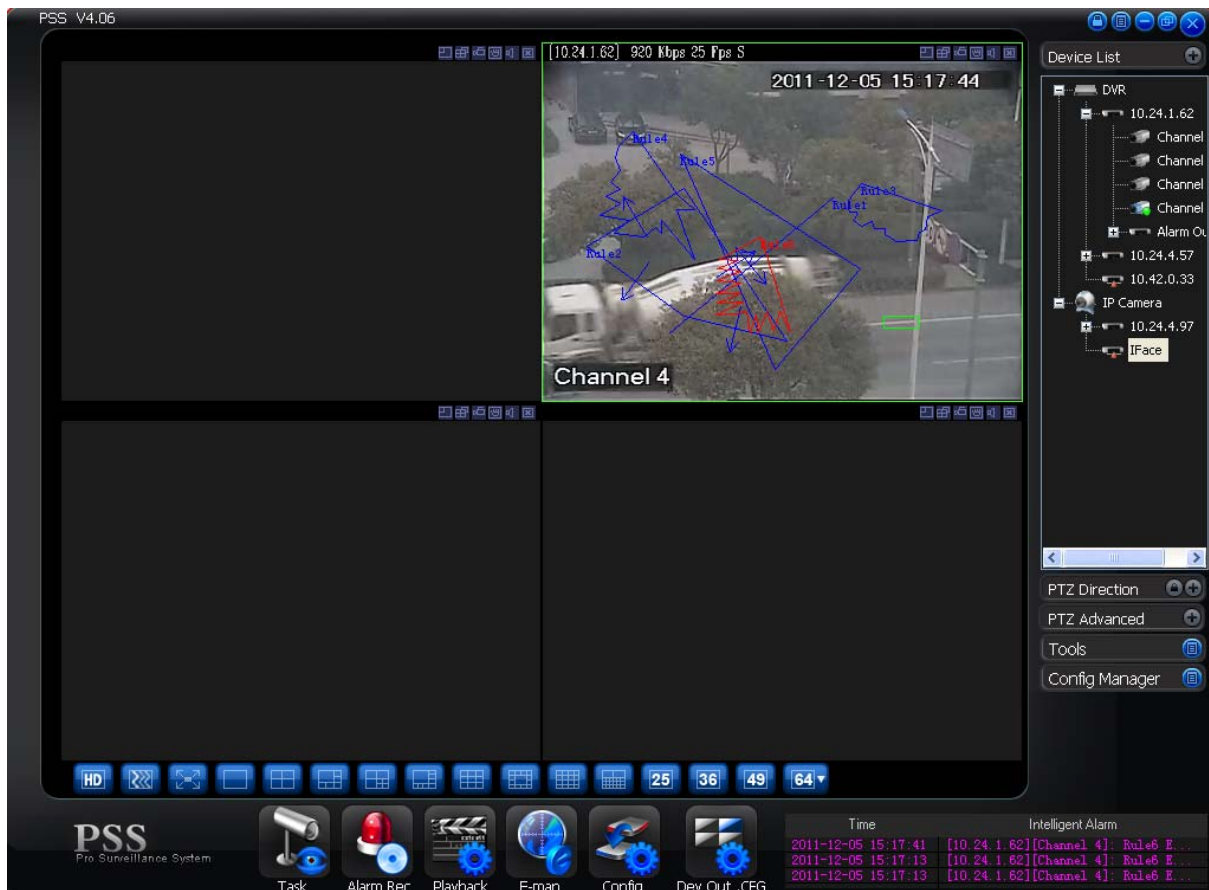 PSS V4.06
[10.24.1.62] 920 Kbps 25 Fps S
2011-12-05 15:17:44
Rule4
Rule5
Rule3
Rule1
Rule2
Channel 4
Device List
DVR
10.24.1.62
Channel
Channel
Channel
Channel
Alarm Ou
10.24.4.57
10.42.0.33
IP Camera
10.24.4.97
IFace
PTZ Direction
PTZ Advanced
Tools
Config Manager
HD
25
36
49
64
PSS
Pro Surveillance System
Task
Alarm Rec
Playback
E-map
Config
Dev Out .CFG
Time Intelligent Alarm
2011-12-05 15:17:41 [10.24.1.62][Channel 4]: Rule6 E...
2011-12-05 15:17:13 [10.24.1.62][Channel 4]: Rule6 E...
2011-12-05 15:17:13 [10.24.1.62][Channel 4]: Rule6 E...